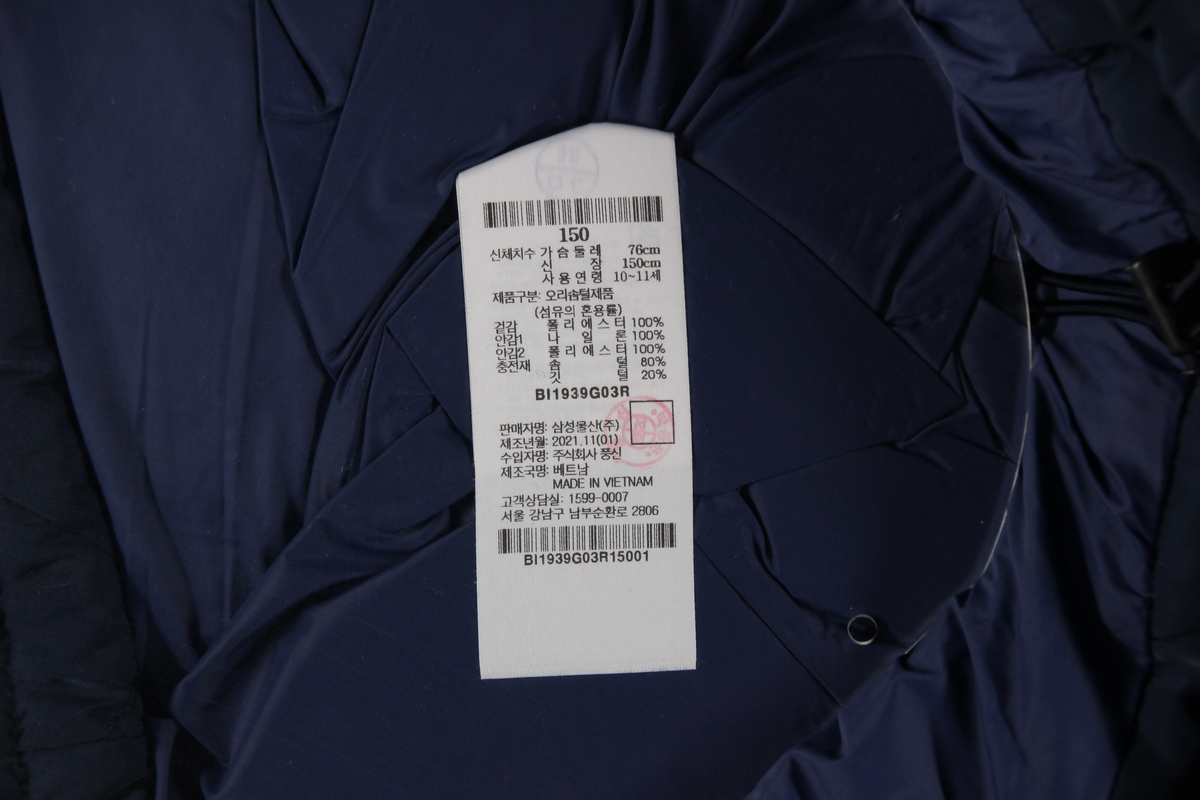 150
신체치수 가 슴 둘 레 76cm
신 장 150cm
사 용 연 령 10~11세
제품구분: 오리솜털제품
(섬유의 혼용률)
겉감 폴 리 에 스 터 100%
안감1 나 일 론 100%
안감2 폴 리 에 스 터 100%
충전재 솜 털 80%
깃 털 20%
BI1939G03R
판매자명: 삼성물산(주)
제조년월: 2021.11(01)
수입자명: 주식회사 풍신
제조국명: 베트남
MADE IN VIETNAM
고객상담실: 1599-0007
서울 강남구 남부순환로 2806
BI1939G03R15001